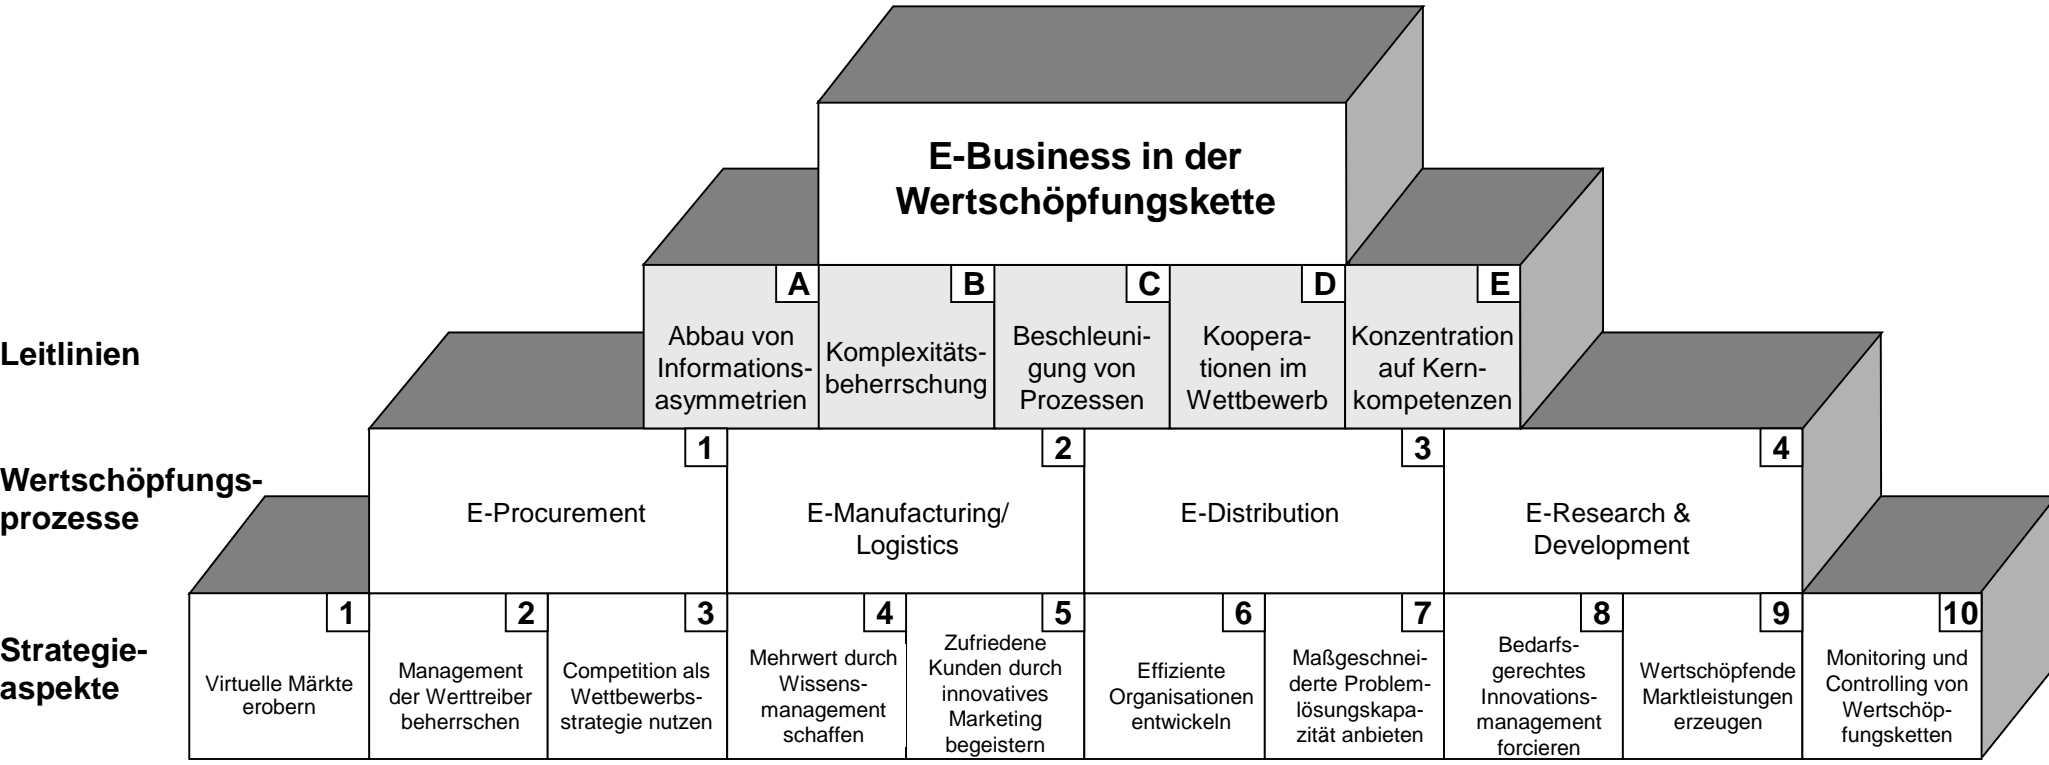 E-Business in der
Wertschöpfungskette
Leitlinien
A
Abbau von
Informations-
asymmetrien
B
Komplexitäts-
beherrschung
C
Beschleuni-
gung von
Prozessen
D
Koopera-
tionen im
Wettbewerb
E
Konzentration
auf Kern-
kompetenzen
Wertschöpfungs-
prozesse
1
E-Procurement
2
E-Manufacturing/
Logistics
3
E-Distribution
4
E-Research &
Development
Strategie-
aspekte
1
Virtuelle Märkte
erobern
2
Management
der Werttreiber
beherrschen
3
Competition als
Wettbewerbs-
strategie nutzen
4
Mehrwert durch
Wissens-
management
schaffen
5
Zufriedene
Kunden durch
innovatives
Marketing
begeistern
6
Effiziente
Organisationen
entwickeln
7
Maßgeschnei-
derte Problem-
lösungskapa-
zität anbieten
8
Bedarfs-
gerechtes
Innovations-
management
forcieren
9
Wertschöpfende
Marktleistungen
erzeugen
10
Monitoring und
Controlling von
Wertschöp-
fungsketten